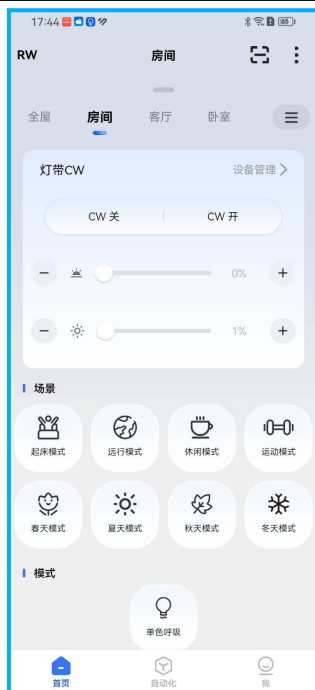 17:44 65
RW 房间
全屋 房间 客厅 卧室
灯带CW 设备管理
CW 关 CW 开
0%
1%
场景
起床模式 远行模式 休闲模式 运动模式
春天模式 夏天模式 秋天模式 冬天模式
模式
单色呼吸
首页 自动化 我